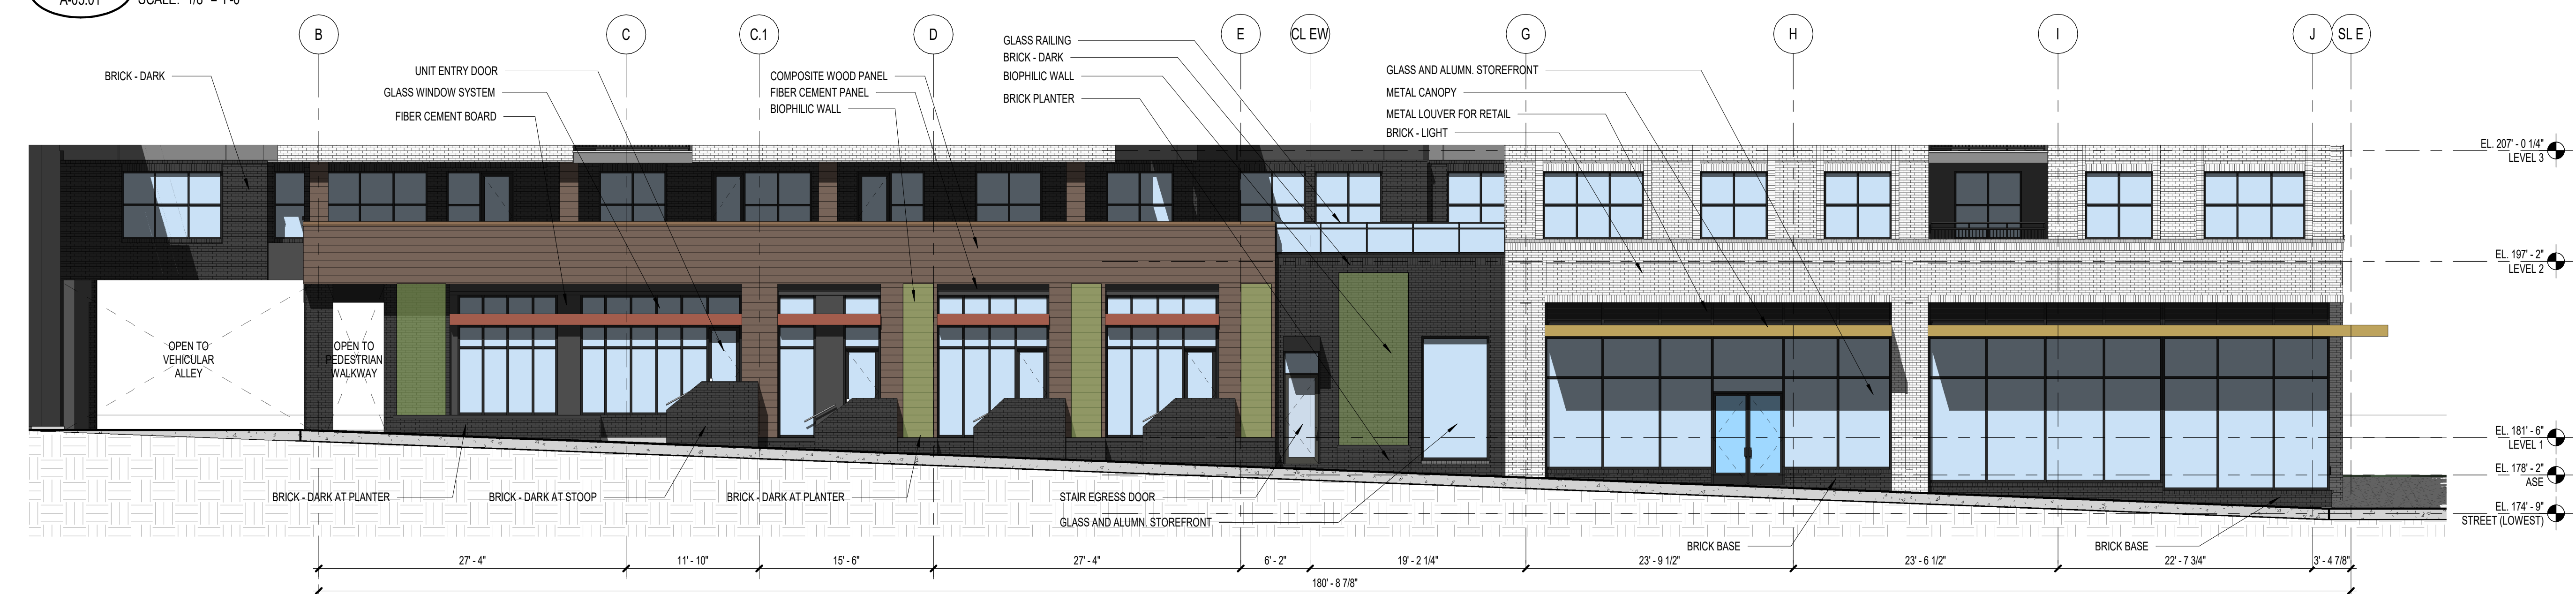 A-05.01
SCALE: 1/8" = 1'-0"
B
C
C.1
D
E
CL EW
G
H
I
J
SL E
BRICK - DARK
UNIT ENTRY DOOR
GLASS WINDOW SYSTEM
FIBER CEMENT BOARD
COMPOSITE WOOD PANEL
FIBER CEMENT PANEL
BIOPHILIC WALL
GLASS RAILING
BRICK - DARK
BIOPHILIC WALL
BRICK PLANTER
GLASS AND ALUMN. STOREFRONT
METAL CANOPY
METAL LOUVER FOR RETAIL
BRICK - LIGHT
EL. 207' - 0 1/4"
LEVEL 3
EL. 197' - 2"
LEVEL 2
OPEN TO
VEHICULAR
ALLEY
OPEN TO
PEDESTRIAN
WALKWAY
EL. 181' - 6"
LEVEL 1
EL. 178' - 2"
ASE
EL. 174' - 9"
STREET (LOWEST)
BRICK - DARK AT PLANTER
BRICK - DARK AT STOOP
BRICK - DARK AT PLANTER
STAIR EGRESS DOOR
GLASS AND ALUMN. STOREFRONT
BRICK BASE
BRICK BASE
27' - 4"
11' - 10"
15' - 6"
27' - 4"
6' - 2"
19' - 2 1/4"
23' - 9 1/2"
23' - 6 1/2"
22' - 7 3/4"
3' - 4 7/8"
180' - 8 7/8"